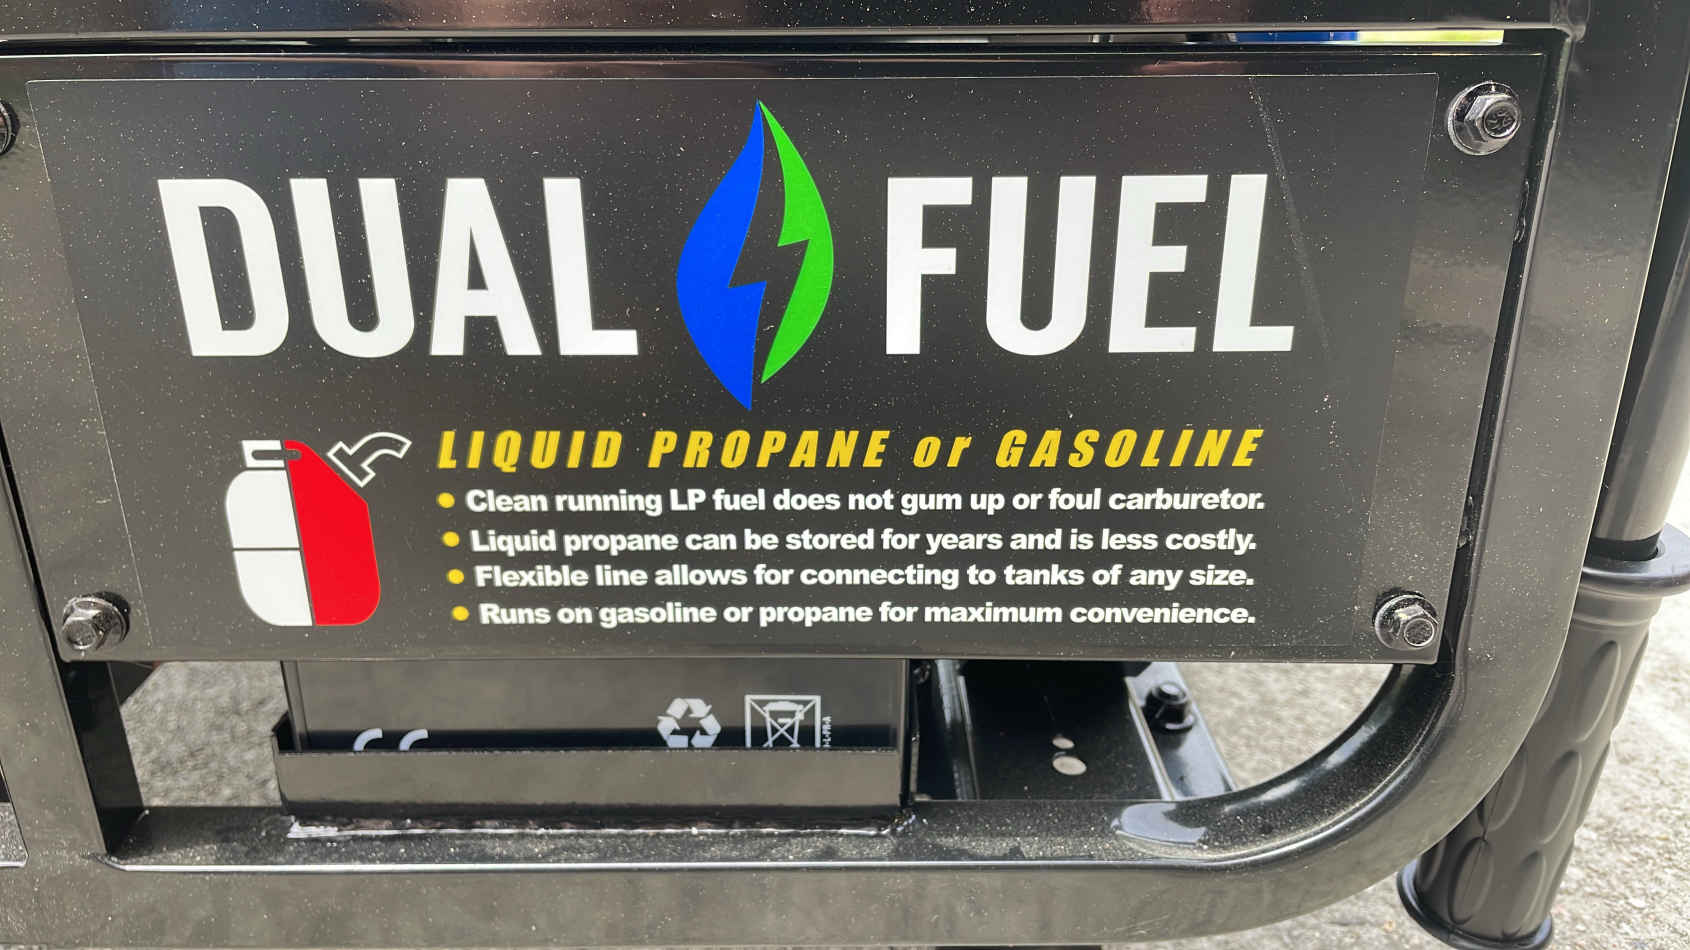 DUAL FUEL
LIQUID PROPANE or GASOLINE
• Clean running LP fuel does not gum up or foul carburetor.
• Liquid propane can be stored for years and is less costly.
• Flexible line allows for connecting to tanks of any size.
• Runs on gasoline or propane for maximum convenience.